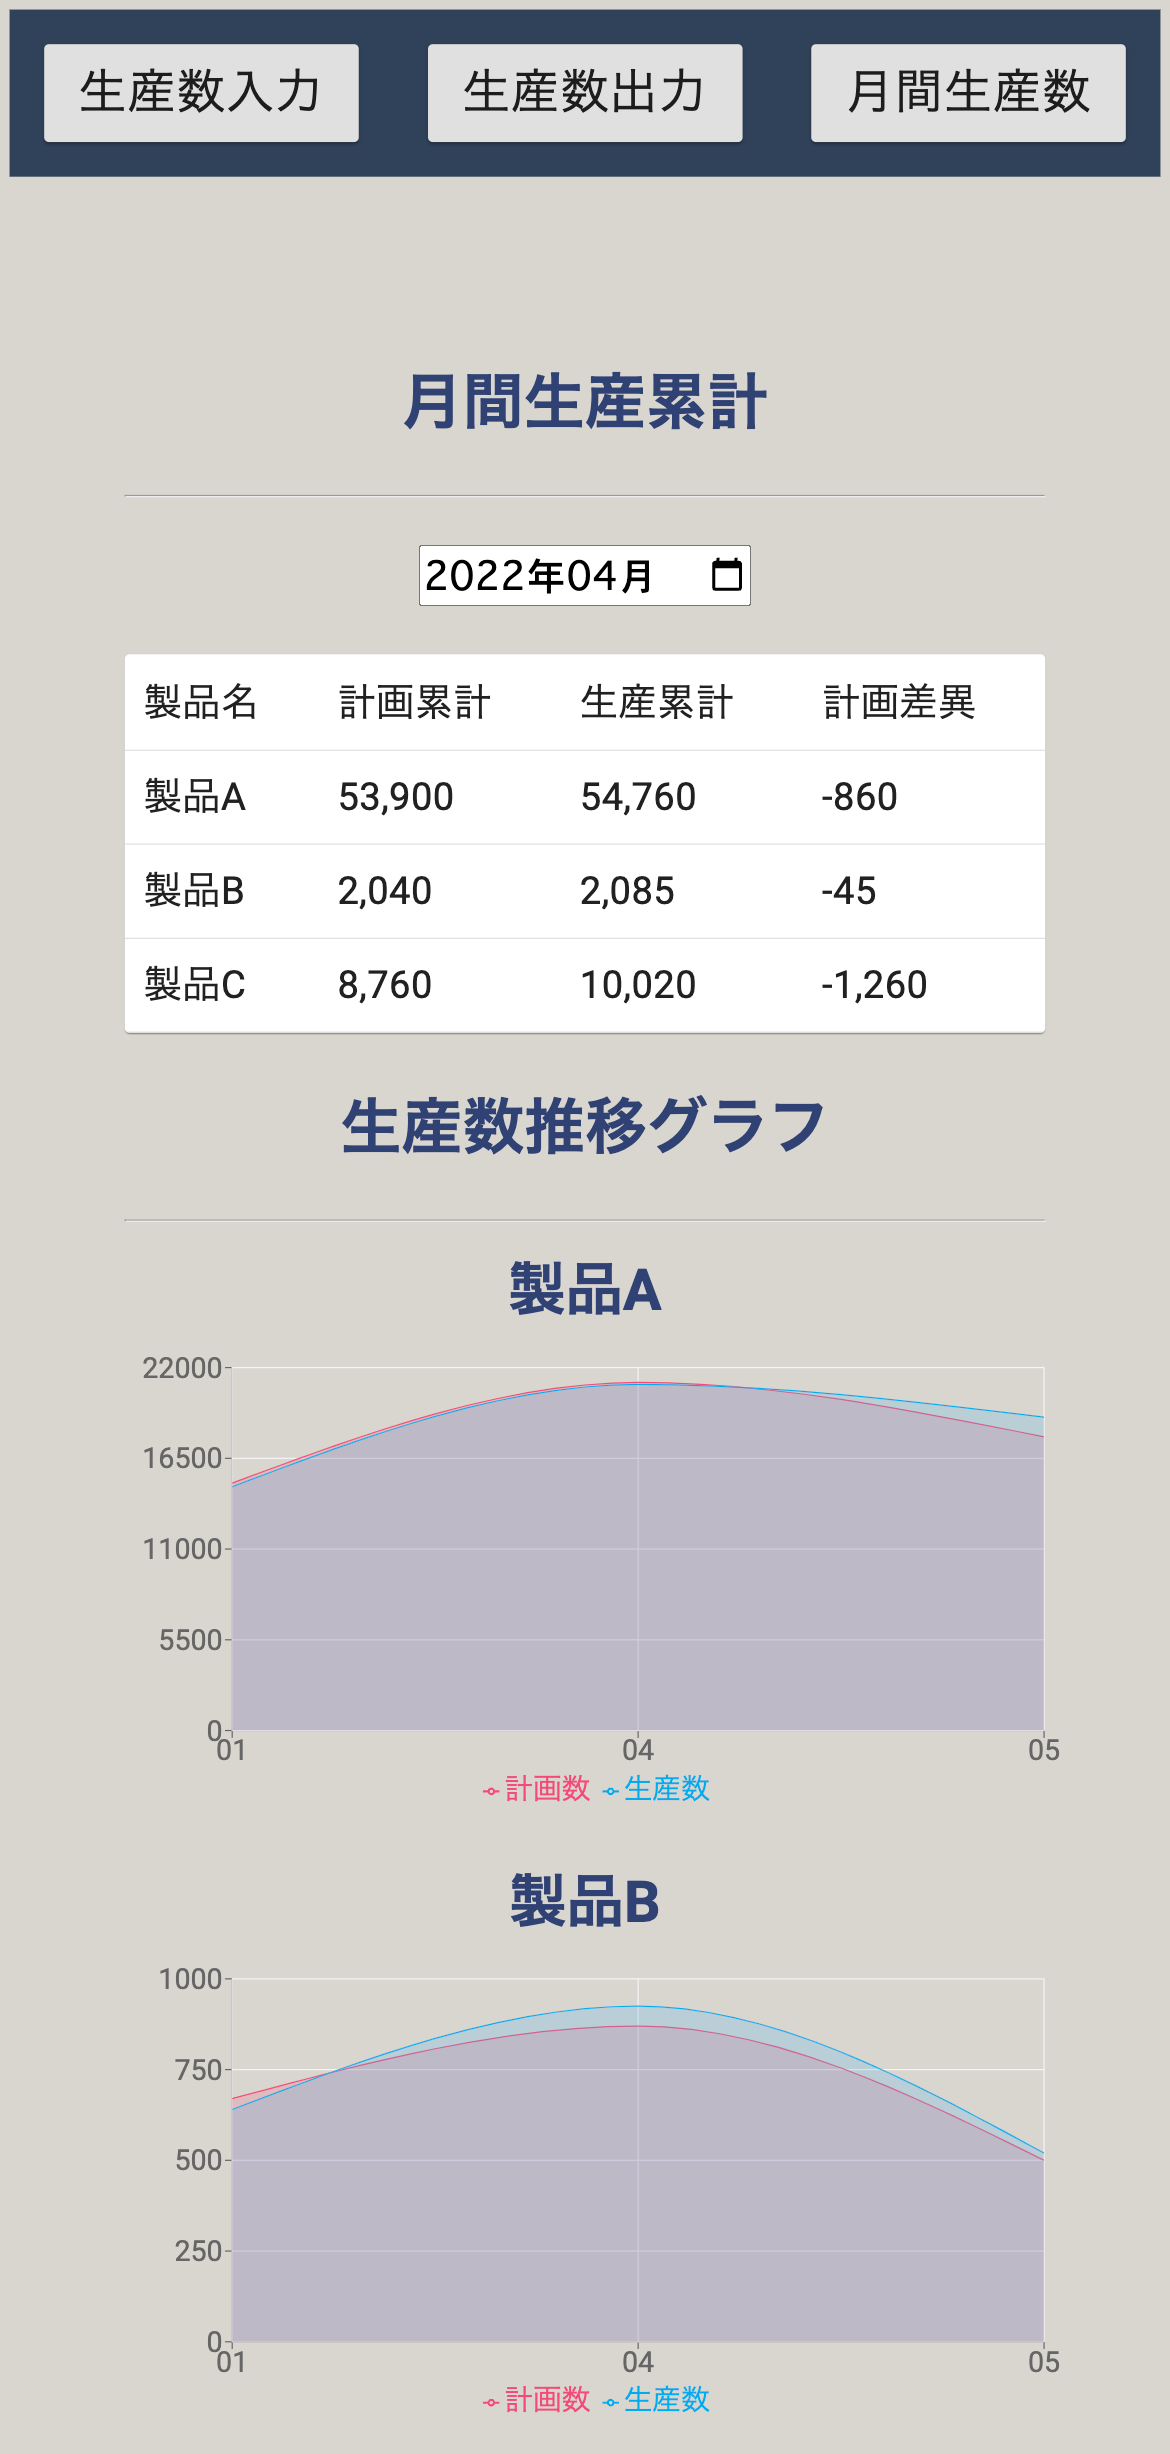 生産数入力 生産数出力 月間生産数
月間生産累計
2022年04月
製品名 計画累計 生産累計 計画差異
製品A 53,900 54,760 -860
製品B 2,040 2,085 -45
製品C 8,760 10,020 -1,260
生産数推移グラフ
製品A
22000
16500
11000
5500
0
01 04 05
計画数 生産数
製品B
1000
750
500
250
0
01 04 05
計画数 生産数